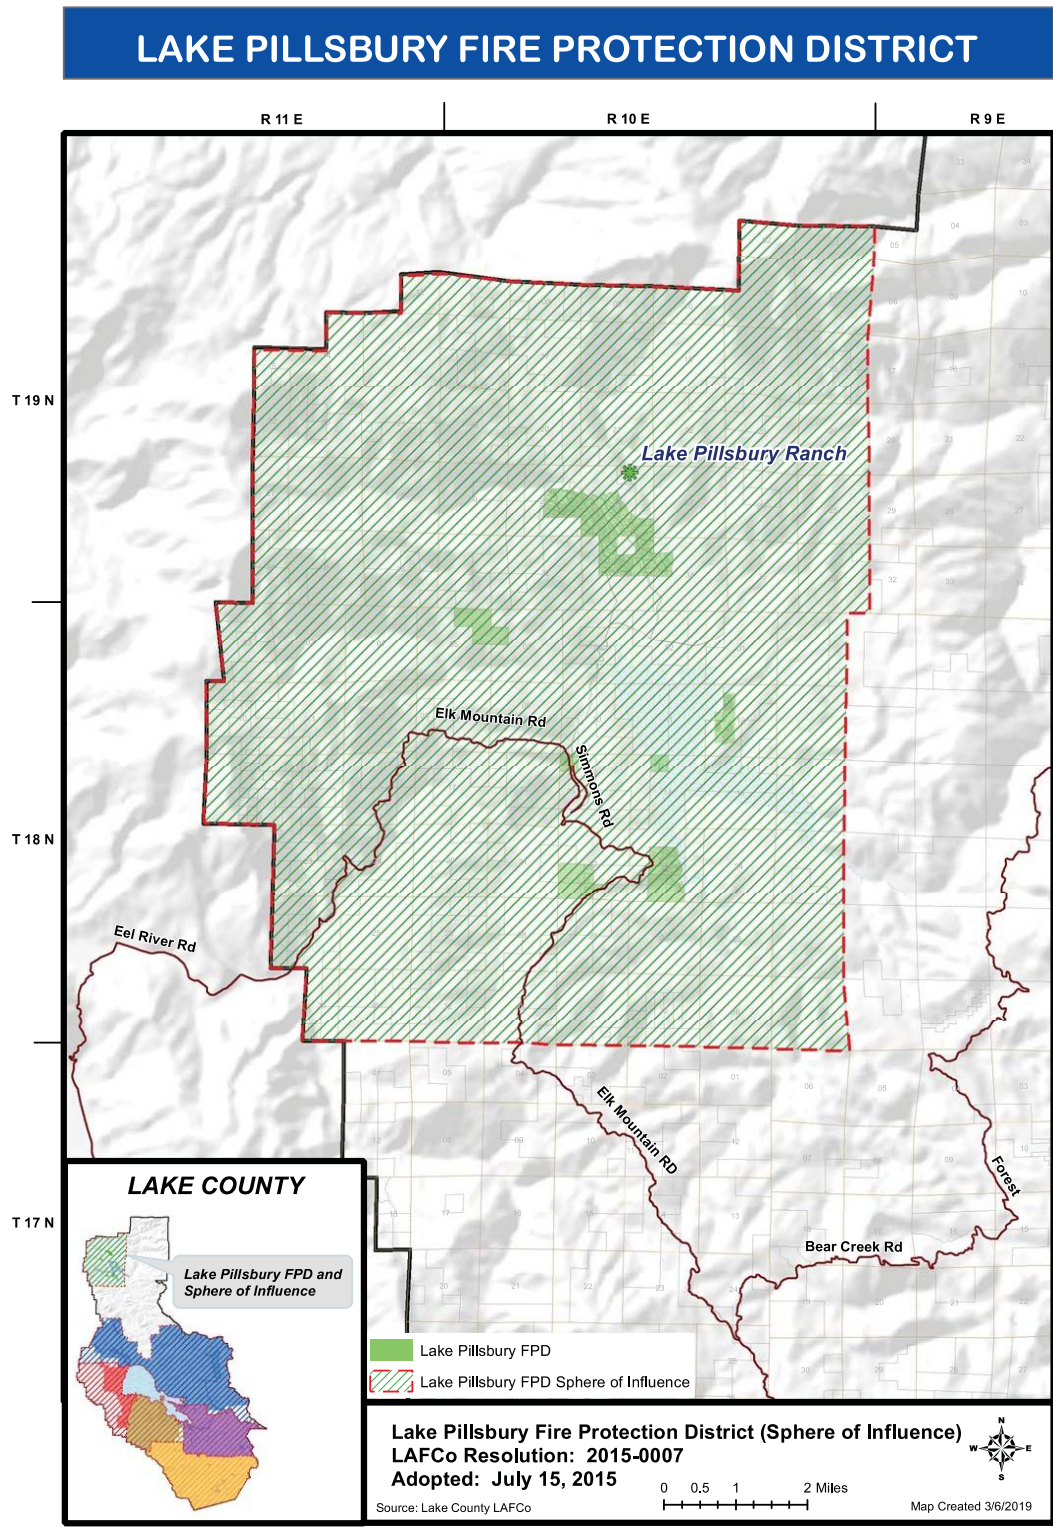 LAKE PILLSBURY FIRE PROTECTION DISTRICT
R 11 E
R 10 E
R 9 E
T 19 N
Lake Pillsbury Ranch
Elk Mountain Rd
Simmons Rd
T 18 N
Eel River Rd
Elk Mountain RD
Forest
Bear Creek Rd
T 17 N
LAKE COUNTY
Lake Pillsbury FPD and
Sphere of Influence
Lake Pillsbury FPD
Lake Pillsbury FPD Sphere of Influence
Lake Pillsbury Fire Protection District (Sphere of Influence)
LAFCo Resolution: 2015-0007
Adopted: July 15, 2015
N
W
E
S
0 0.5 1 2 Miles
Source: Lake County LAFCo
Map Created 3/6/2019